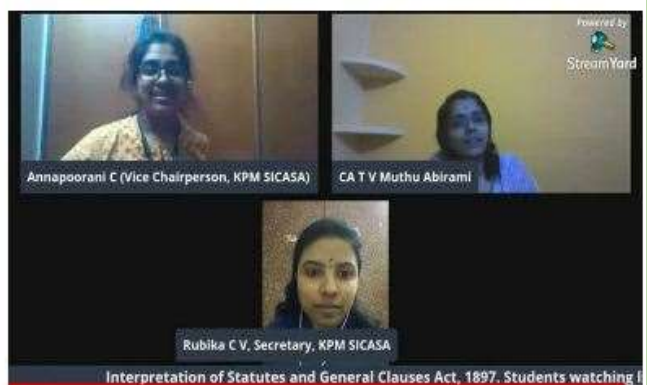 Powered by
StreamYard
Annapoorani C (Vice Chairperson, KPM SICASA)
CA T V Muthu Abirami
Rubika C V, Secretary, KPM SICASA
Interpretation of Statutes and General Clauses Act, 1897. Students watching